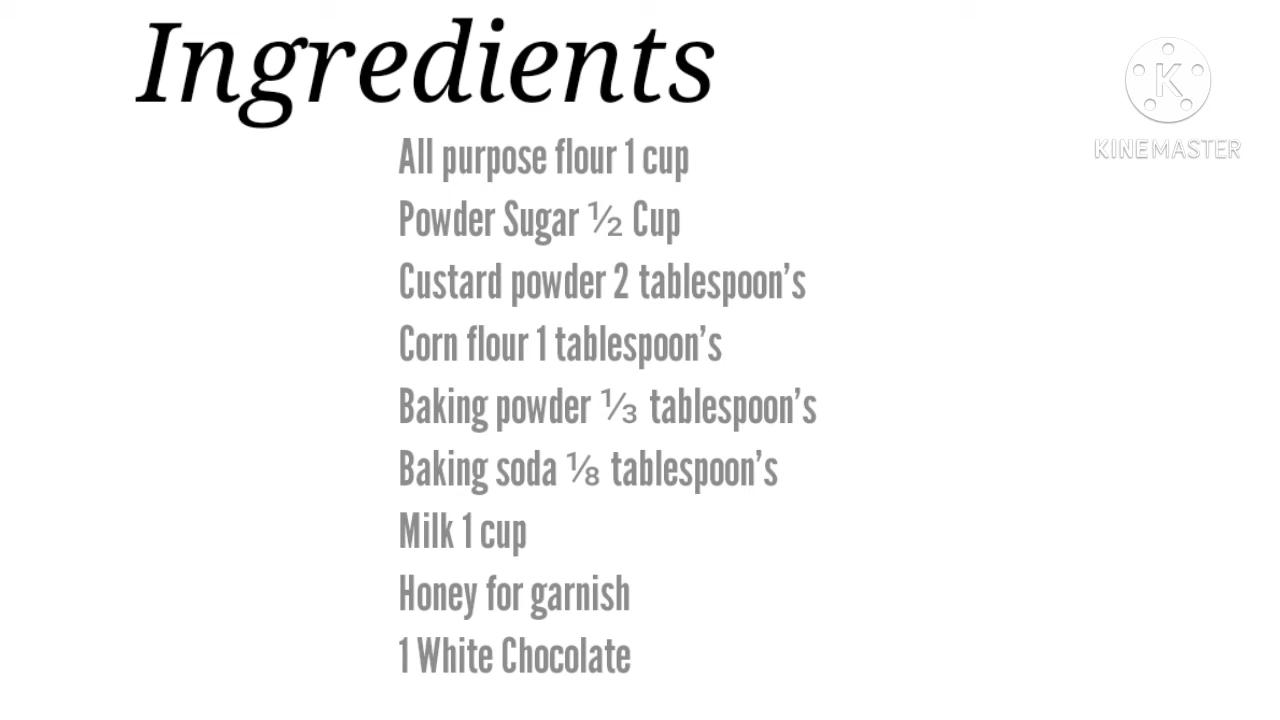 Ingredients
K
KINEMASTER
All purpose flour 1 cup
Powder Sugar ½ Cup
Custard powder 2 tablespoon’s
Corn flour 1 tablespoon’s
Baking powder ⅓ tablespoon’s
Baking soda ⅛ tablespoon’s
Milk 1 cup
Honey for garnish
1 White Chocolate